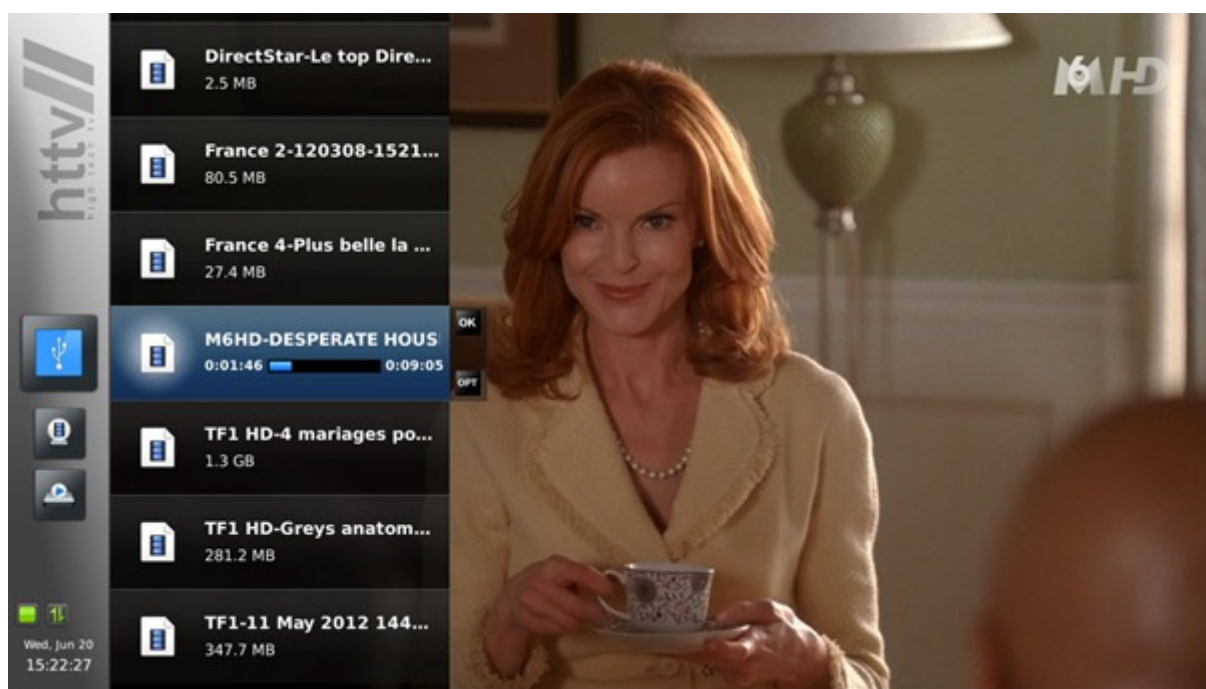 httv
high tech tv
DirectStar-Le top Dire...
2.5 MB
France 2-120308-1521...
80.5 MB
France 4-Plus belle la ...
27.4 MB
M6HD-DESPERATE HOUS
0:01:46 0:09:05
OK
OPT
TF1 HD-4 mariages po...
1.3 GB
TF1 HD-Greys anatom...
281.2 MB
TF1-11 May 2012 144...
347.7 MB
Wed, Jun 20
15:22:27
M6 HD